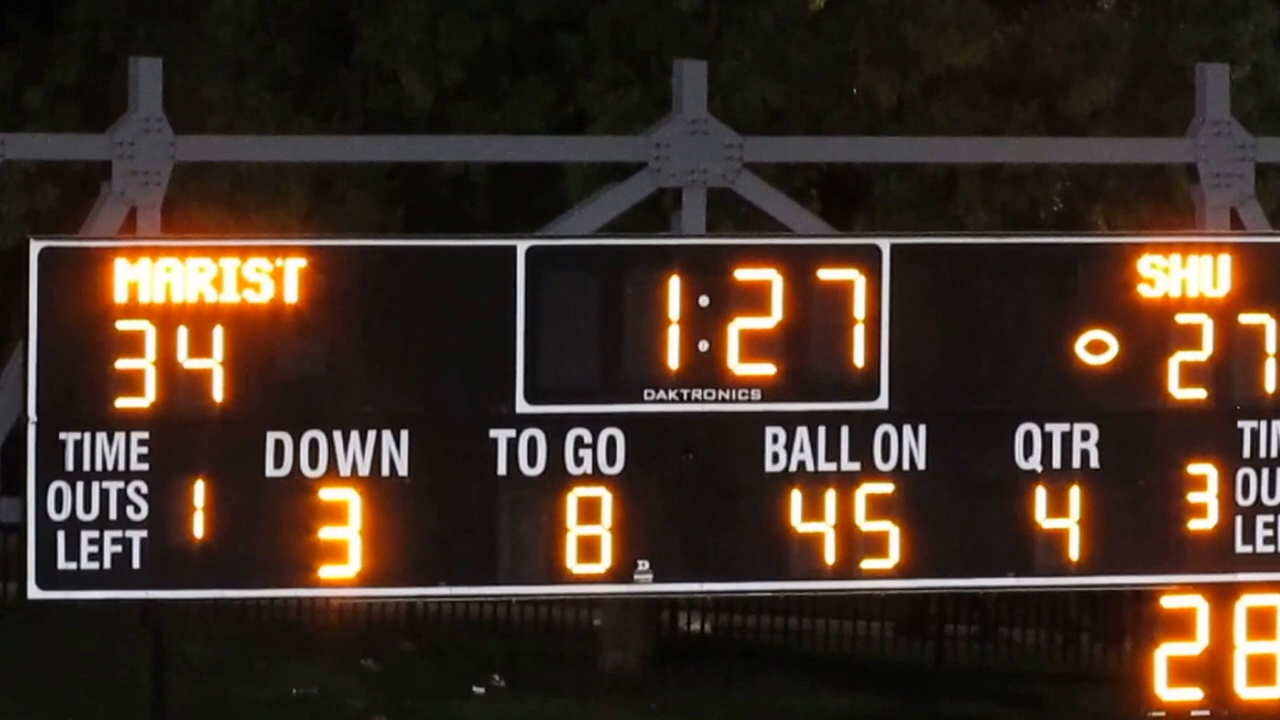 MARIST
1:27
SHU
34
27
DAKTRONICS
TIME OUTS LEFT 1
DOWN 3
TO GO 8
BALL ON 45
QTR 4
3
28